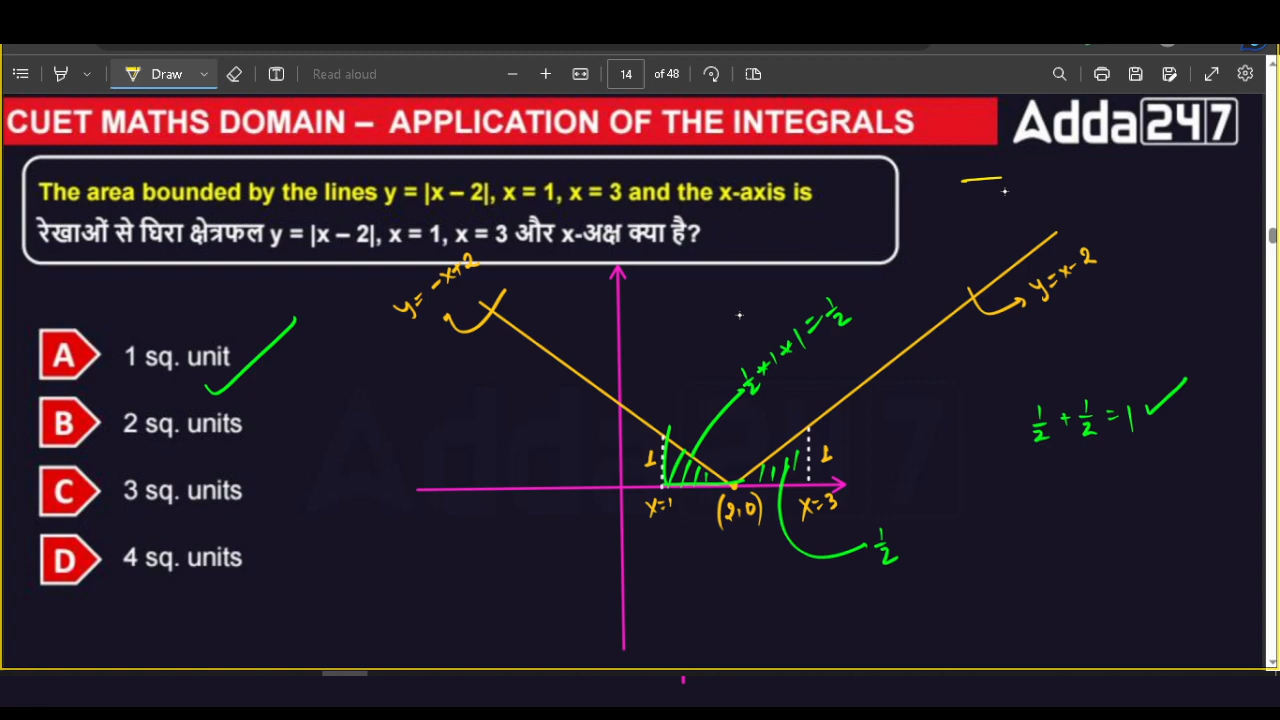 Draw
Read aloud
14 of 48
CUET MATHS DOMAIN – APPLICATION OF THE INTEGRALS
Adda247
The area bounded by the lines y = |x – 2|, x = 1, x = 3 and the x-axis is
रेखाओं से घिरा क्षेत्रफल y = |x – 2|, x = 1, x = 3 और x-अक्ष क्या है?
y = -x+2
y = x-2
A 1 sq. unit
1/2 * 1 * 1 = 1/2
B 2 sq. units
1/2 + 1/2 = 1
1
1
C 3 sq. units
x=1
(2,0)
x=3
1/2
D 4 sq. units
Adda247